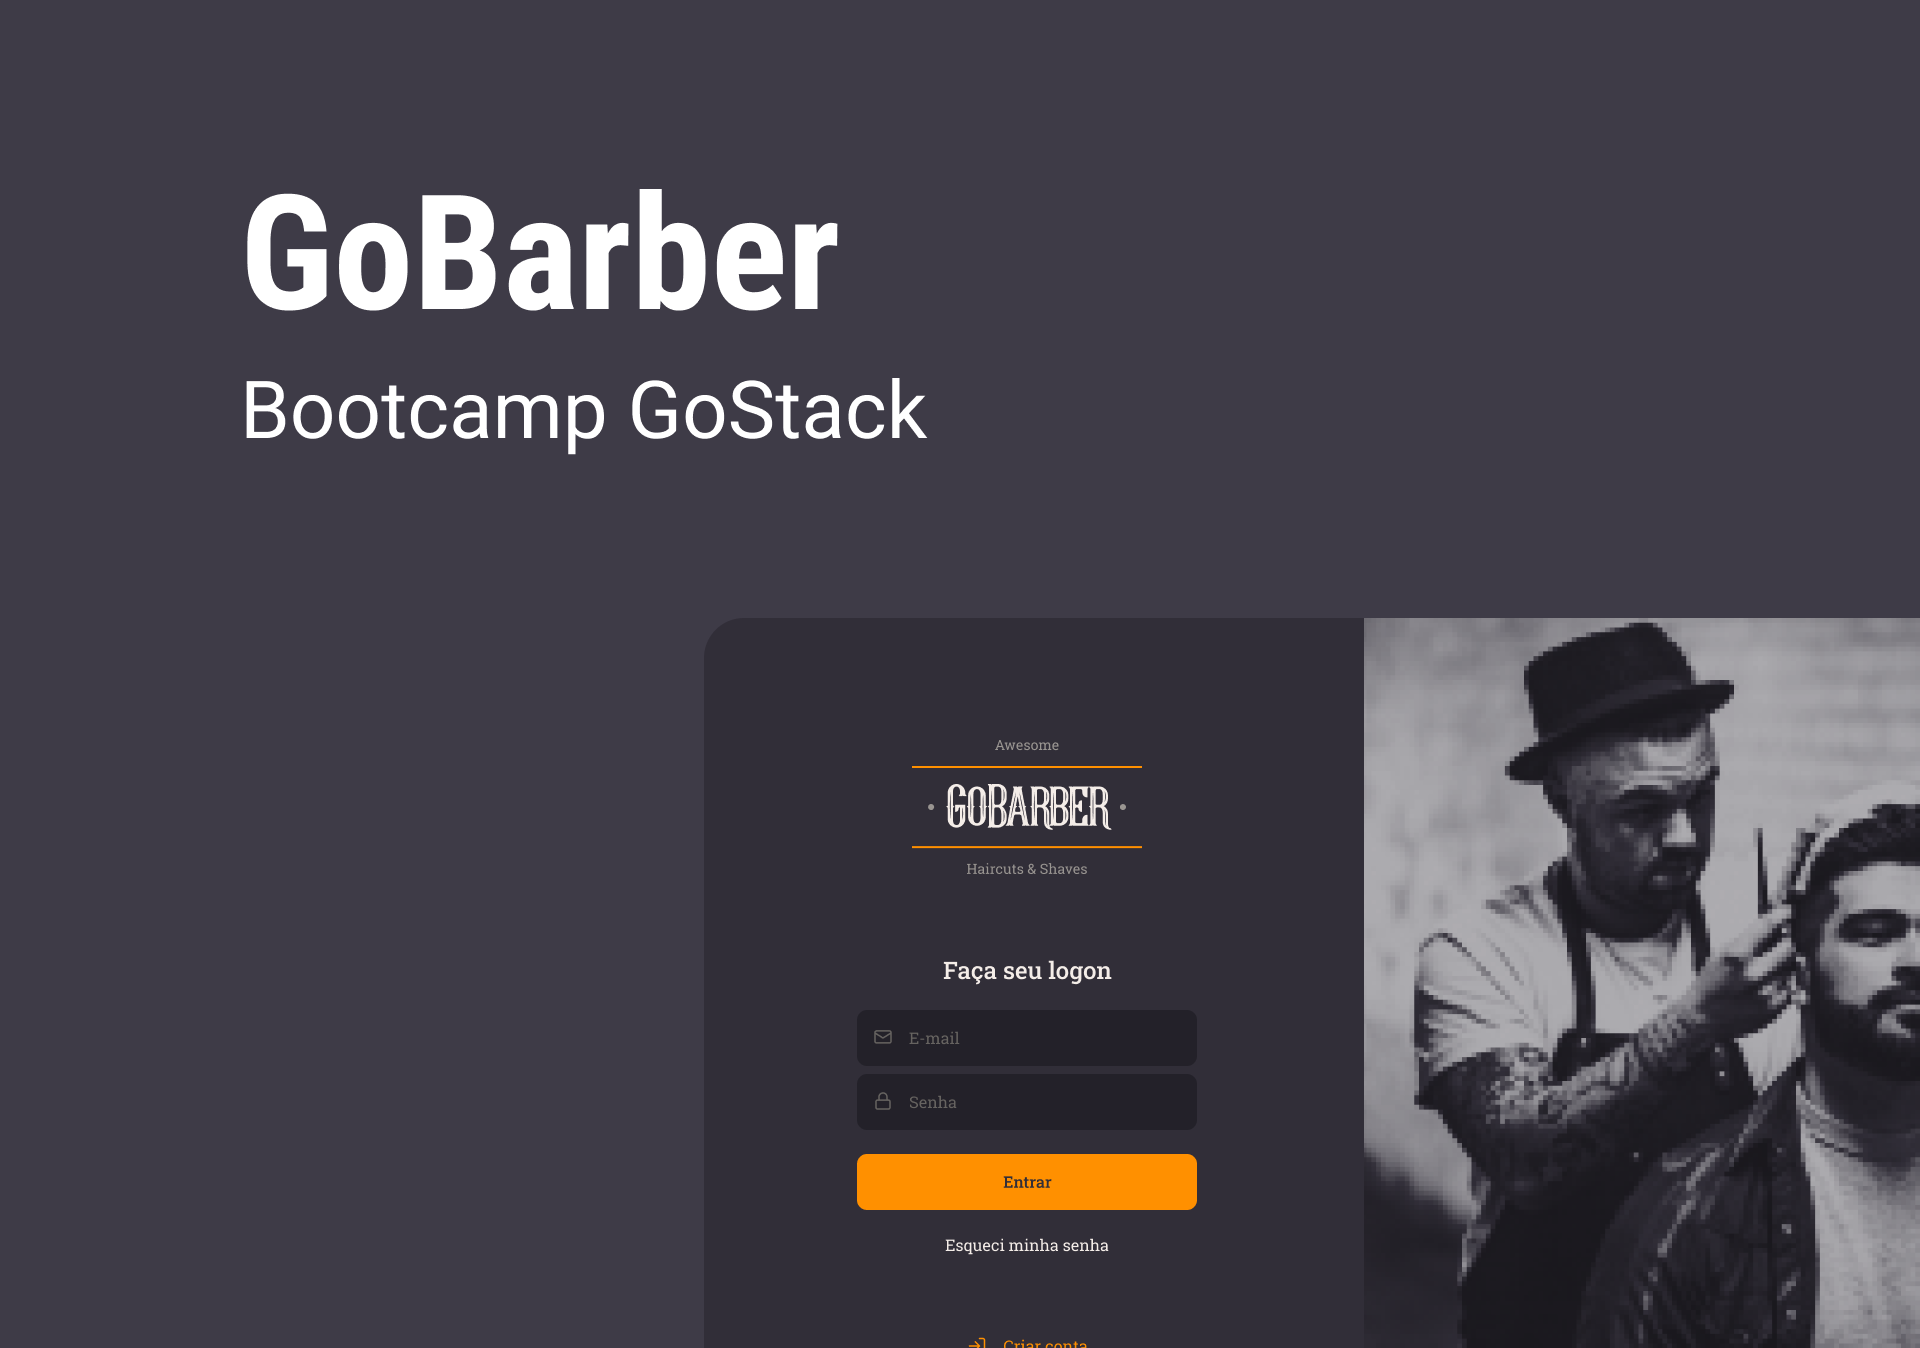 GoBarber
Bootcamp GoStack
Awesome
GOBARBER
Haircuts & Shaves
Faça seu logon
E-mail
Senha
Entrar
Esqueci minha senha
Criar conta